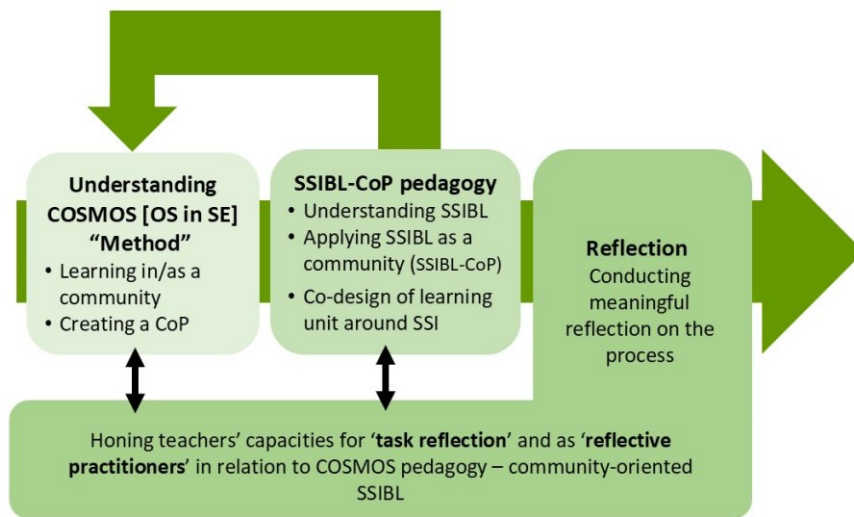 Understanding
COSMOS [OS in SE]
“Method”
• Learning in/as a
community
• Creating a CoP
SSIBL-CoP pedagogy
• Understanding SSIBL
• Applying SSIBL as a
community (SSIBL-CoP)
• Co-design of learning
unit around SSI
Reflection
Conducting
meaningful
reflection on the
process
Honing teachers’ capacities for ‘task reflection’ and as ‘reflective
practitioners’ in relation to COSMOS pedagogy – community-oriented
SSIBL